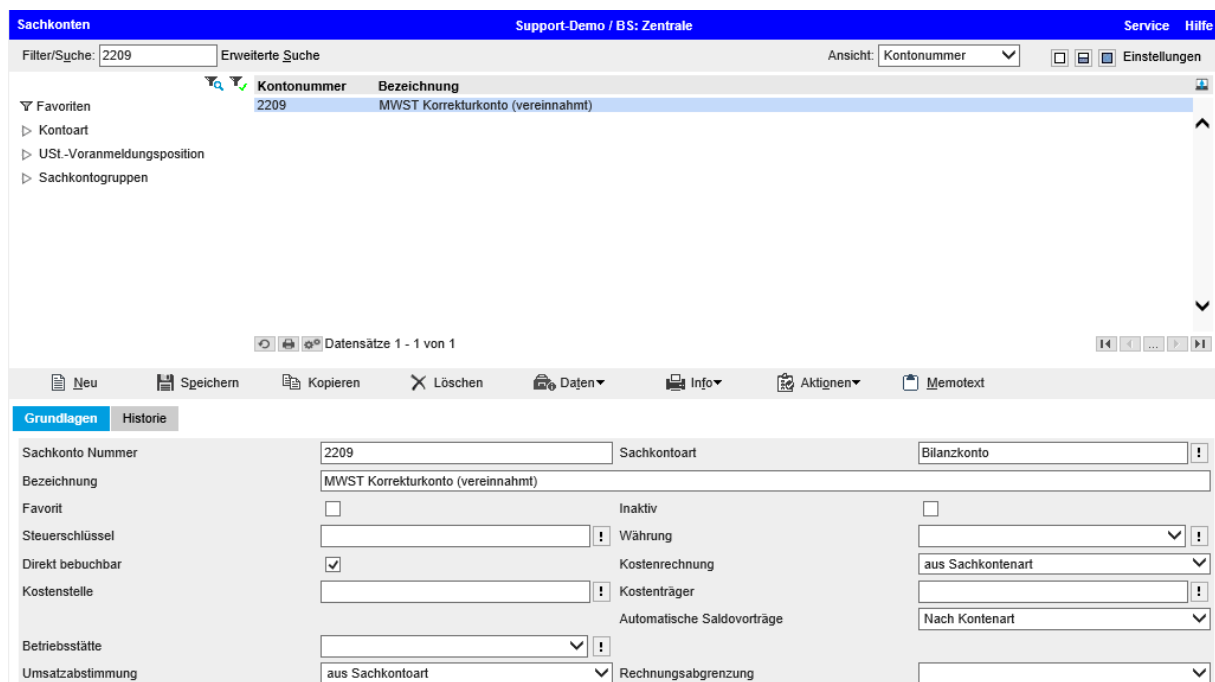 Sachkonten Support-Demo / BS: Zentrale Service Hilfe
Filter/Suche: 2209 Erweiterte Suche Ansicht: Kontonummer Einstellungen
Kontonummer Bezeichnung
Favoriten 2209 MWST Korrekturkonto (vereinnahmt)
Kontoart
USt.-Voranmeldungsposition
Sachkontogruppen
Datensätze 1 - 1 von 1 ...
Neu Speichern Kopieren Löschen Daten Info Aktionen Memotext
Grundlagen Historie
Sachkonto Nummer 2209 Sachkontoart Bilanzkonto !
Bezeichnung MWST Korrekturkonto (vereinnahmt)
Favorit Inaktiv
Steuerschlüssel ! Währung !
Direkt bebuchbar Kostenrechnung aus Sachkontenart
Kostenstelle ! Kostenträger !
Automatische Saldovorträge Nach Kontenart
Betriebsstätte !
Umsatzabstimmung aus Sachkontoart Rechnungsabgrenzung